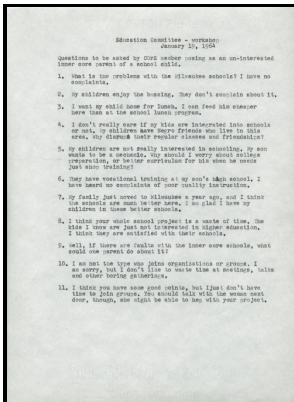 Education Committee - workshop
January 19, 1964
Questions to be asked by CORE member posing as an un-interested
inner core parent of a school child.
1. What is the problems with the Milwaukee schools? I have no
complaints.
2. My children enjoy the bussing. They don't complain about it.
3. I want my child home for lunch. I can feed him cheaper
here than at the school lunch program.
4. I don't really care if my kids are intergrated into schools
or not. My children have Negro friends who live in this
area. Why disrupt their regular classes and friendships?
5. My children are not really interested in schooling. My son
wants to be a mechanic. Why should I worry about college
preparation, or better curriculum for him when he needs
just shop training?
6. They have vocational training at my son's high school. I
have heard no complaints of poor quality instruction.
7. My family just moved to Milwaukee a year ago, and I think
the schools are much better here. I am glad I have my
children in these better schools.
8. I think your whole school project is a waste of time. The
kids I know are just not interested in higher education.
I think they are satisfied with their schools.
9. Well, if there are faults with the inner core schools, what
could one parent do about it?
10. I am not the type who joins organizations or groups. I
am sorry, but I don't like to waste time at meetings, talks
and other boring gatherings.
11. I think you have some good points, but Ijust don't have
time to join groups. You should talk with the woman next
door, though, she might be able to hep with your project.